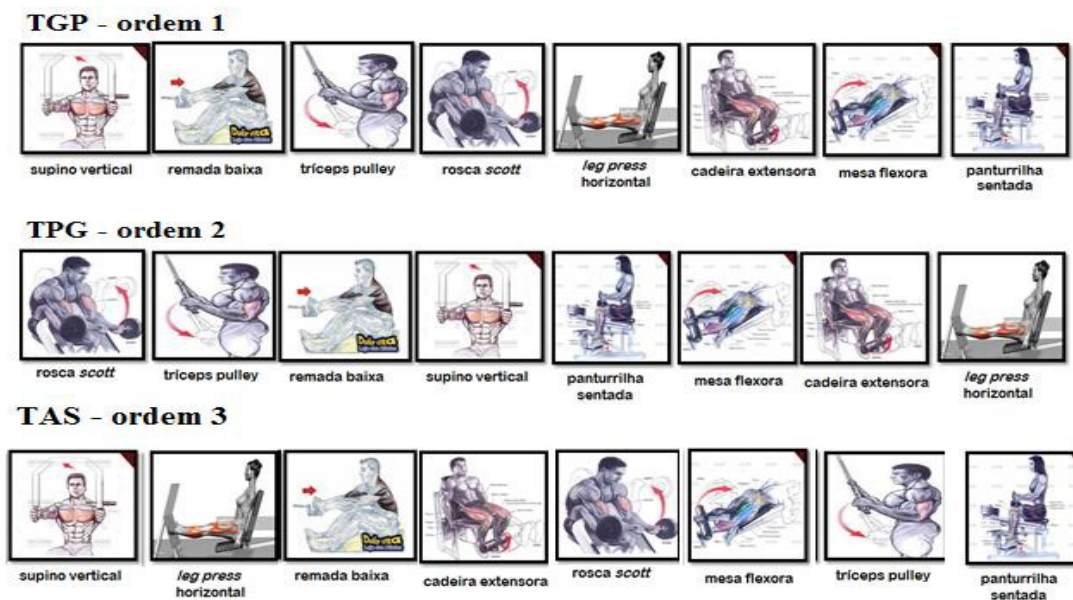 TGP - ordem 1
supino vertical
remada baixa
tríceps pulley
rosca scott
leg press
horizontal
cadeira extensora
mesa flexora
panturrilha
sentada
TPG - ordem 2
rosca scott
tríceps pulley
remada baixa
supino vertical
panturrilha
sentada
mesa flexora
cadeira extensora
leg press
horizontal
TAS - ordem 3
supino vertical
leg press
horizontal
remada baixa
cadeira extensora
rosca scott
mesa flexora
tríceps pulley
panturrilha
sentada